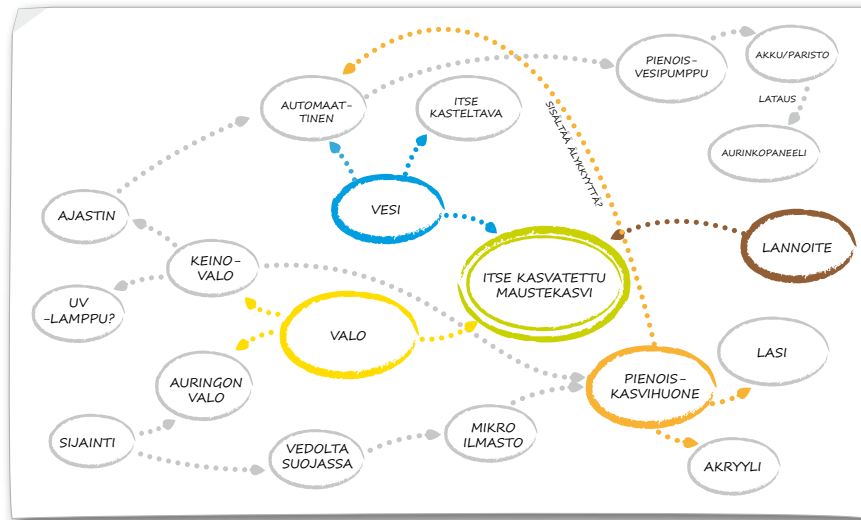 PIENOIS-
VESIPUMPPU
AKKU/PARISTO
LATAUS
AURINKOPANEELI
AUTOMAAT-
TINEN
ITSE
KASTELTAVA
SISÄLTÄÄ ÄLYKKYYTTÄ?
AJASTIN
VESI
LANNOITE
KEINO-
VALO
ITSE KASVATETTU
MAUSTEKASVI
UV
-LAMPPU?
VALO
LASI
AURINGON
VALO
PIENOIS-
KASVIHUONE
SIJAINTI
VEDOLTA
SUOJASSA
MIKRO
ILMASTO
AKRYYLI